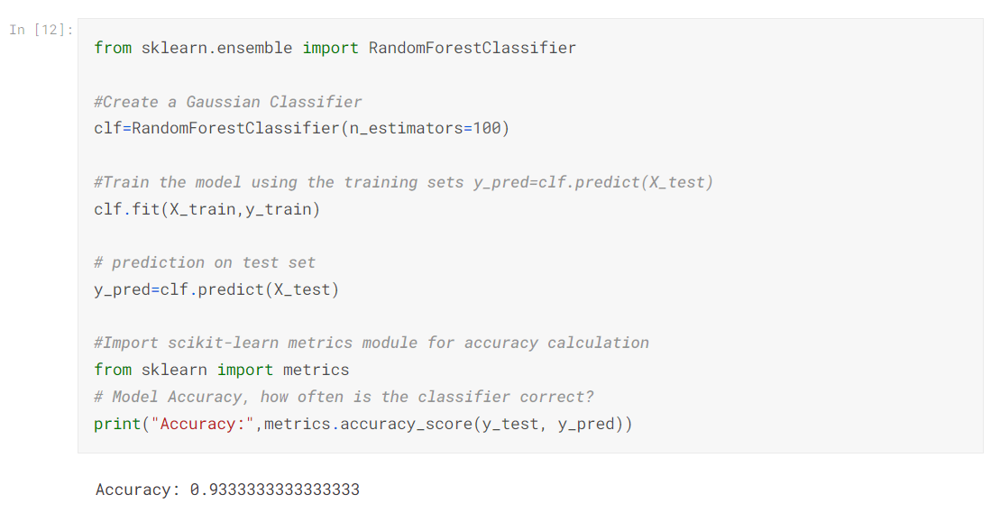 In [12]:
from sklearn.ensemble import RandomForestClassifier
#Create a Gaussian Classifier
clf=RandomForestClassifier(n_estimators=100)
#Train the model using the training sets y_pred=clf.predict(X_test)
clf.fit(X_train,y_train)
# prediction on test set
y_pred=clf.predict(X_test)
#Import scikit-learn metrics module for accuracy calculation
from sklearn import metrics
# Model Accuracy, how often is the classifier correct?
print("Accuracy:",metrics.accuracy_score(y_test, y_pred))
Accuracy: 0.9333333333333333